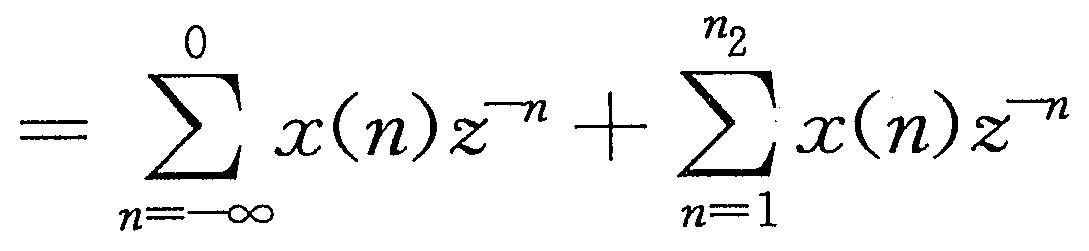 $= \sum_{n=-\infty}^{0} x(n)z^{-n} + \sum_{n=1}^{n_2} x(n)z^{-n}$